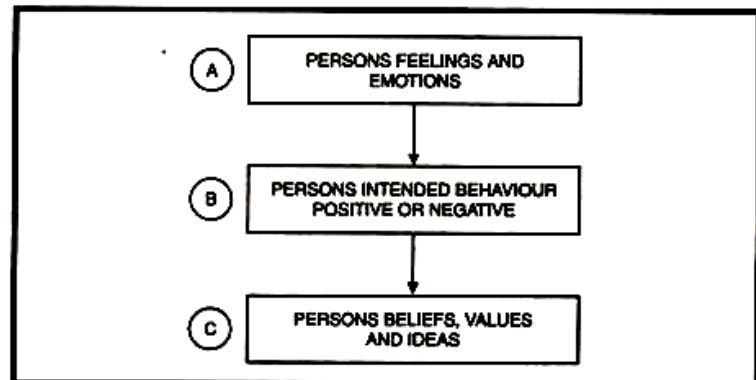 A
PERSONS FEELINGS AND
EMOTIONS
B
PERSONS INTENDED BEHAVIOUR
POSITIVE OR NEGATIVE
C
PERSONS BELIEFS, VALUES
AND IDEAS